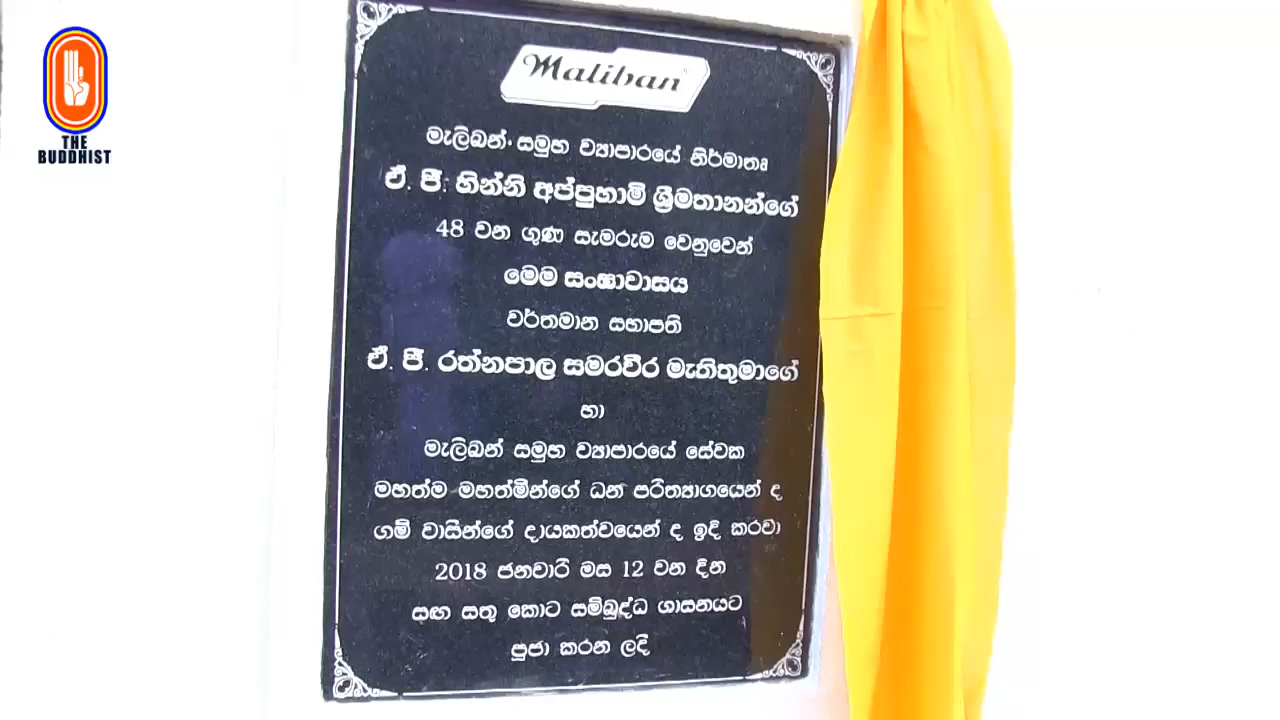 THE
BUDDHIST
Maliban
මැලිබන් සමූහ ව්‍යාපාරයේ නිර්මාතෘ
ඒ. ජී. හින්නි අප්පුහාමි ශ්‍රීමතානන්ගේ
48 වන ගුණ සැමරුම වෙනුවෙන්
මෙම සංඝාවාසය
වර්තමාන සභාපති
ඒ. ජී. රත්නපාල සමරවීර මැතිතුමාගේ
හා
මැලිබන් සමූහ ව්‍යාපාරයේ සේවක
මහත්ම මහත්මීන්ගේ ධන පරිත්‍යාගයෙන් ද
ගම් වාසීන්ගේ දායකත්වයෙන් ද ඉදි කරවා
2018 ජනවාරි මස 12 වන දින
සඟ සතු කොට සම්බුද්ධ ශාසනයට
පූජා කරන ලදී